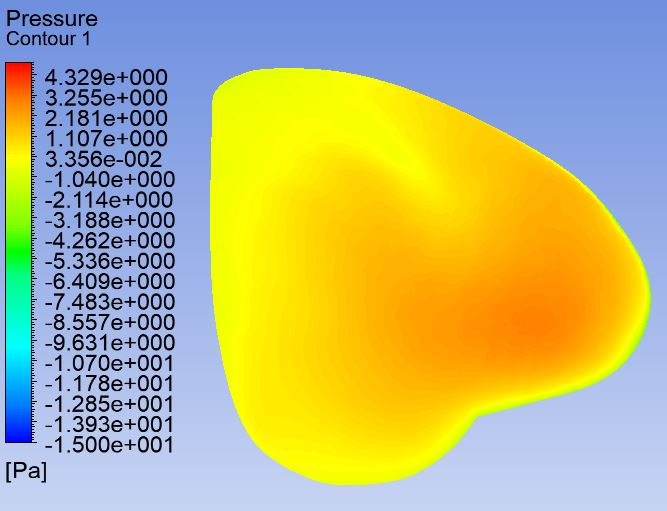 Pressure
Contour 1
4.329e+000
3.255e+000
2.181e+000
1.107e+000
3.356e-002
-1.040e+000
-2.114e+000
-3.188e+000
-4.262e+000
-5.336e+000
-6.409e+000
-7.483e+000
-8.557e+000
-9.631e+000
-1.070e+001
-1.178e+001
-1.285e+001
-1.393e+001
-1.500e+001
[Pa]